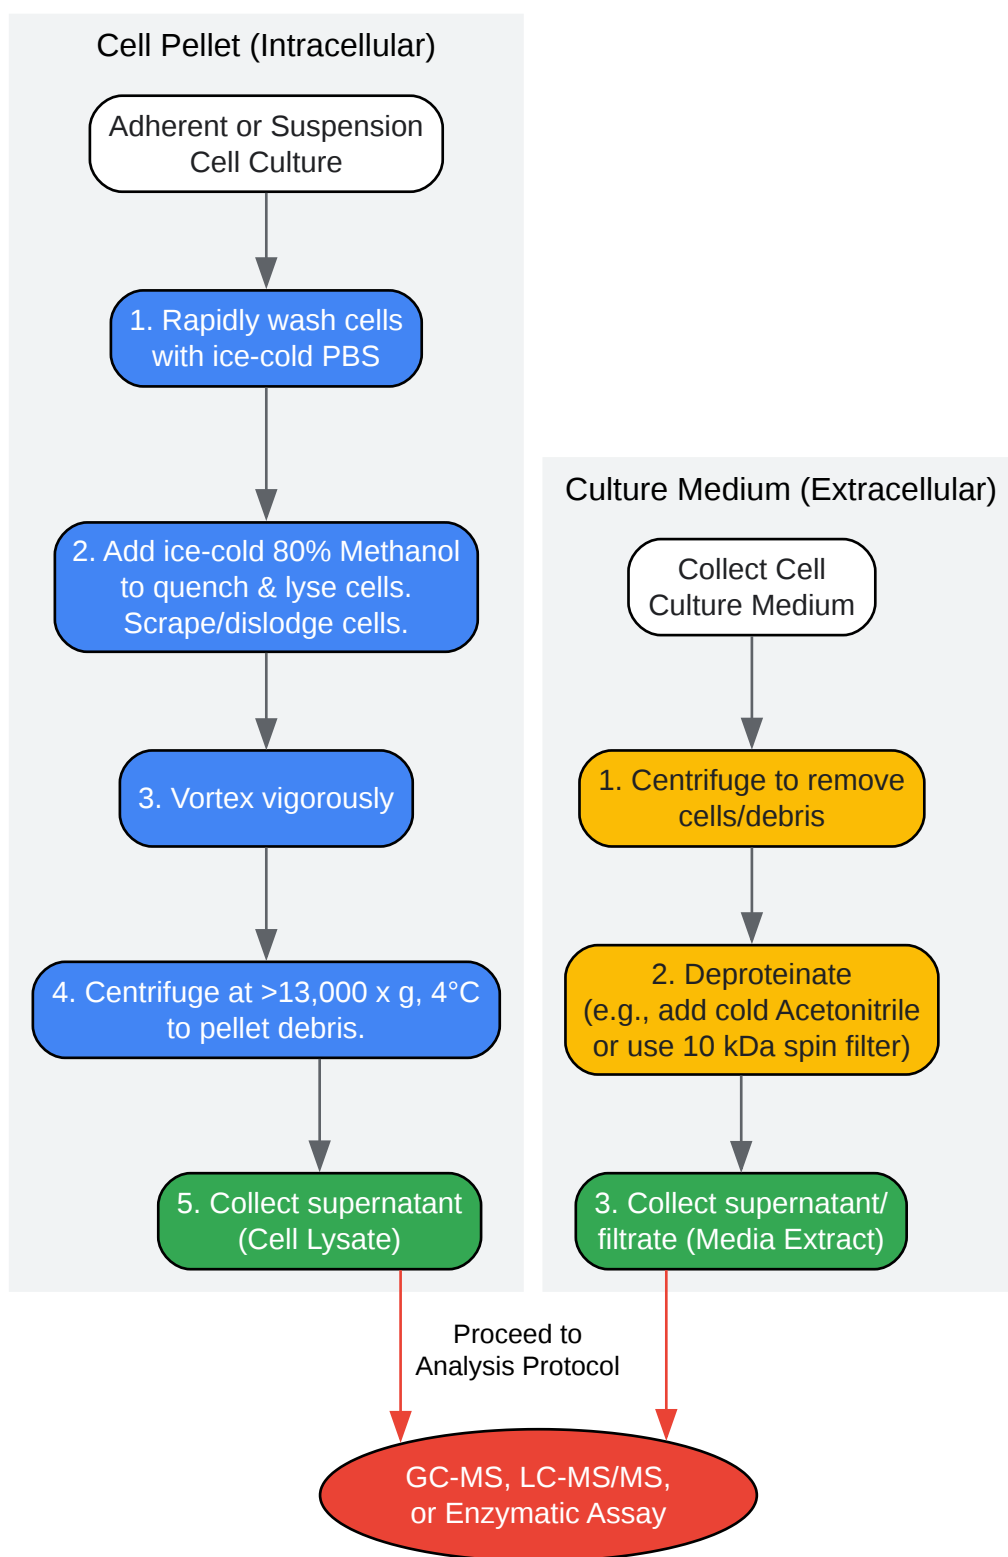 Cell Pellet (Intracellular)
Adherent or Suspension
Cell Culture
1. Rapidly wash cells
with ice-cold PBS
2. Add ice-cold 80% Methanol
to quench & lyse cells.
Scrape/dislodge cells.
3. Vortex vigorously
4. Centrifuge at >13,000 x g, 4°C
to pellet debris.
5. Collect supernatant
(Cell Lysate)
Culture Medium (Extracellular)
Collect Cell
Culture Medium
1. Centrifuge to remove
cells/debris
2. Deproteinate
(e.g., add cold Acetonitrile
or use 10 kDa spin filter)
3. Collect supernatant/
filtrate (Media Extract)
Proceed to
Analysis Protocol
GC-MS, LC-MS/MS,
or Enzymatic Assay